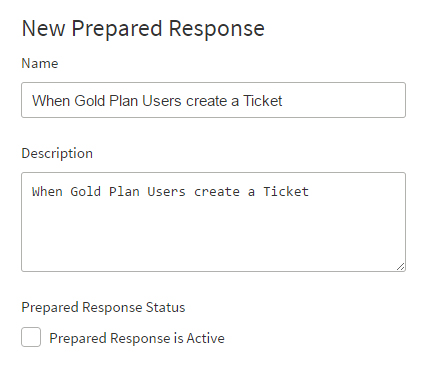 New Prepared Response
Name
When Gold Plan Users create a Ticket
Description
When Gold Plan Users create a Ticket
Prepared Response Status
Prepared Response is Active